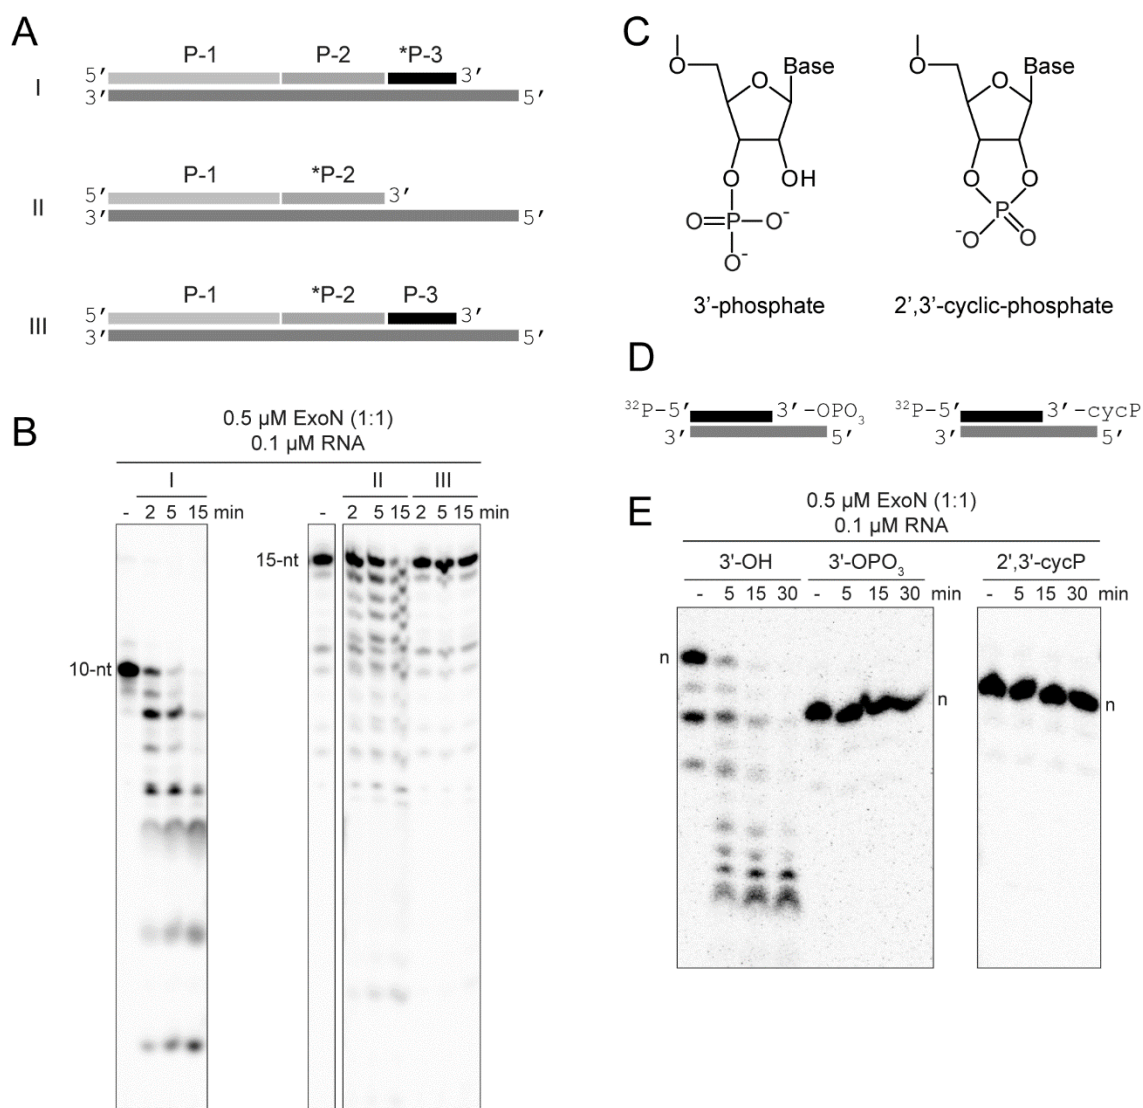 A
P-1 P-2 *P-3
5′ 3′
I
3′ 5′
P-1 *P-2
5′ 3′
II
3′ 5′
P-1 *P-2 P-3
5′ 3′
III
3′ 5′
B
0.5 µM ExoN (1:1)
0.1 µM RNA
I II III
- 2 5 15 min - 2 5 15 2 5 15 min
15-nt
10-nt
C
O O Base
O OH
O=P–O-
O-
3'-phosphate
O O Base
O O
P
-O O
2',3'-cyclic-phosphate
D
32P-5′ 3′-OPO3
3′ 5′
32P-5′ 3′-cycP
3′ 5′
E
0.5 µM ExoN (1:1)
0.1 µM RNA
3'-OH 3'-OPO3 2',3'-cycP
- 5 15 30 - 5 15 30 min - 5 15 30 min
n
n
n